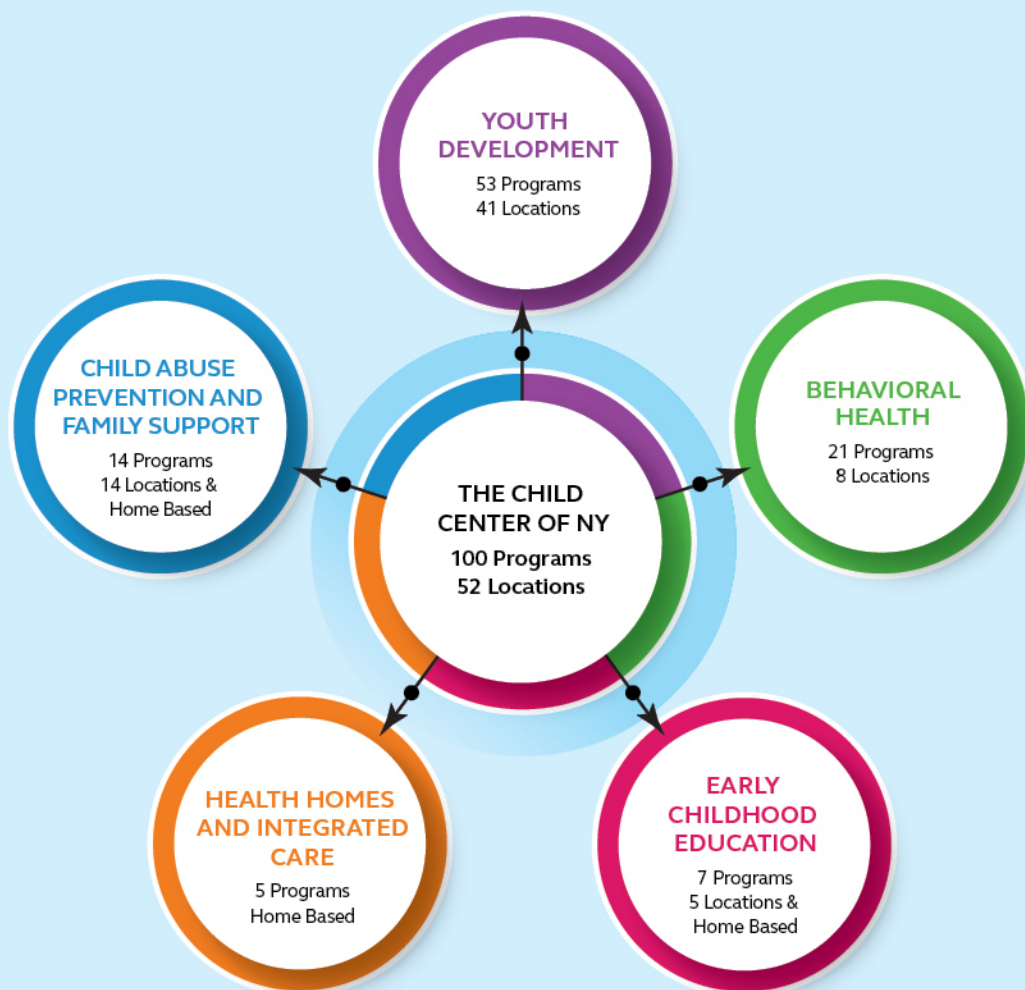 YOUTH
DEVELOPMENT
53 Programs
41 Locations
CHILD ABUSE
PREVENTION AND
FAMILY SUPPORT
14 Programs
14 Locations &
Home Based
BEHAVIORAL
HEALTH
21 Programs
8 Locations
THE CHILD
CENTER OF NY
100 Programs
52 Locations
HEALTH HOMES
AND INTEGRATED
CARE
5 Programs
Home Based
EARLY
CHILDHOOD
EDUCATION
7 Programs
5 Locations &
Home Based